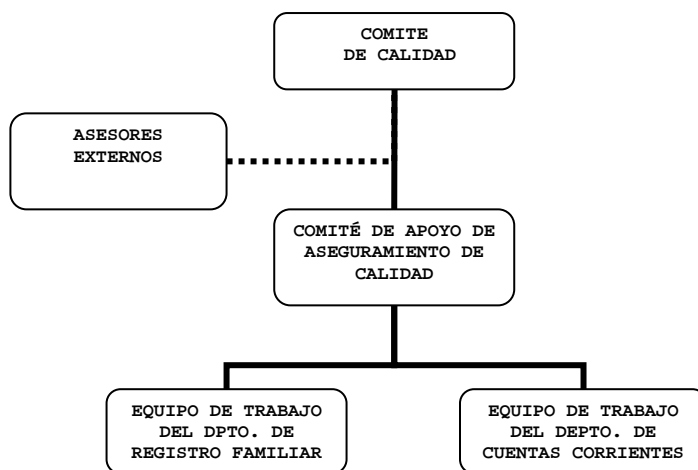 COMITE
DE CALIDAD
ASESORES
EXTERNOS
COMITÉ DE APOYO DE
ASEGURAMIENTO DE
CALIDAD
EQUIPO DE TRABAJO
DEL DPTO. DE
REGISTRO FAMILIAR
EQUIPO DE TRABAJO
DEL DEPTO. DE
CUENTAS CORRIENTES